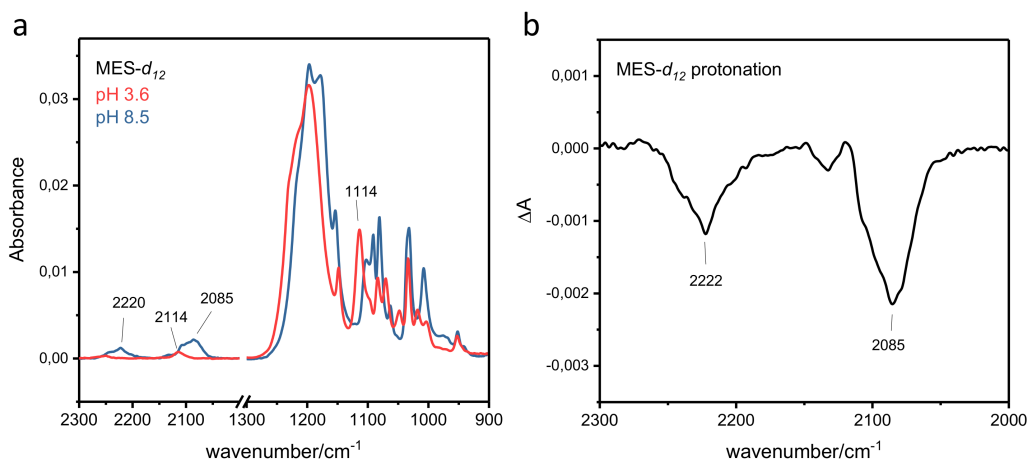 a
MES-d12
pH 3.6
pH 8.5
Absorbance
0,03
0,02
0,01
0,00
2220
2114
2085
1114
2300
2200
2100
1300
1200
1100
1000
900
wavenumber/cm-1
b
MES-d12 protonation
ΔA
0,001
0,000
-0,001
-0,002
-0,003
2222
2085
2300
2200
2100
2000
wavenumber/cm-1